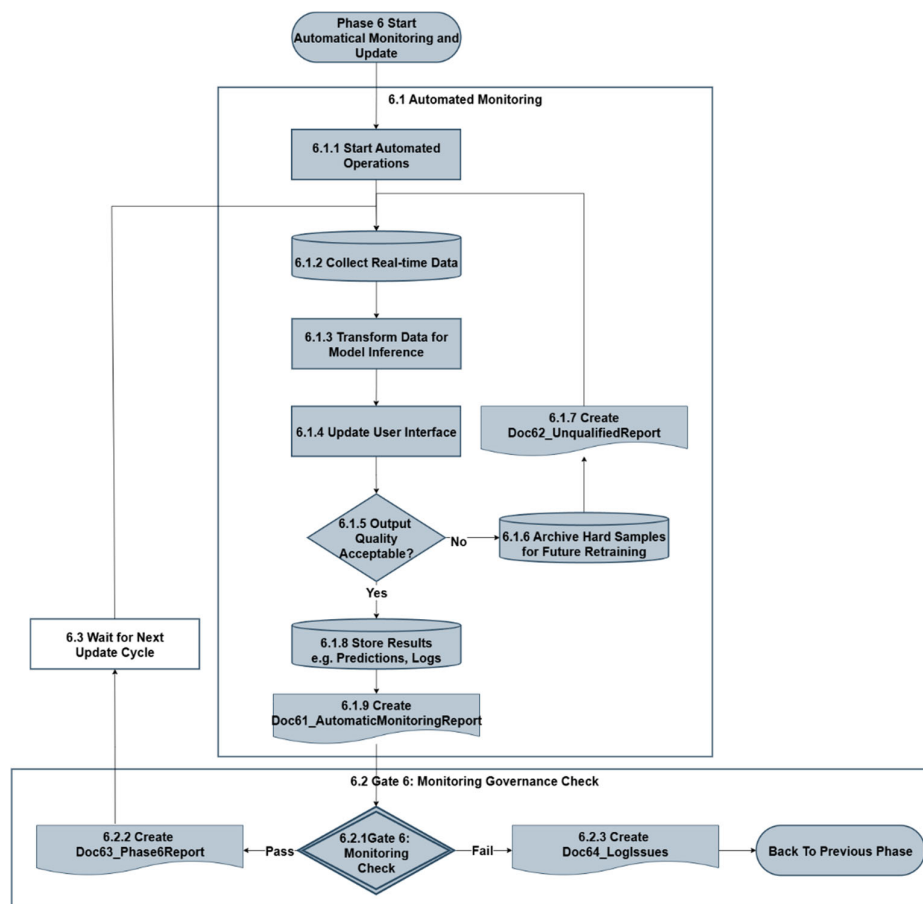 Phase 6 Start
Automatical Monitoring and
Update
6.1 Automated Monitoring
6.1.1 Start Automated
Operations
6.1.2 Collect Real-time Data
6.1.3 Transform Data for
Model Inference
6.1.4 Update User Interface
6.1.7 Create
Doc62_UnqualifiedReport
6.1.5 Output
Quality
Acceptable?
No
6.1.6 Archive Hard Samples
for Future Retraining
Yes
6.3 Wait for Next
Update Cycle
6.1.8 Store Results
e.g. Predictions, Logs
6.1.9 Create
Doc61_AutomaticMonitoringReport
6.2 Gate 6: Monitoring Governance Check
6.2.2 Create
Doc63_Phase6Report
Pass
6.2.1Gate 6:
Monitoring
Check
Fail
6.2.3 Create
Doc64_LogIssues
Back To Previous Phase